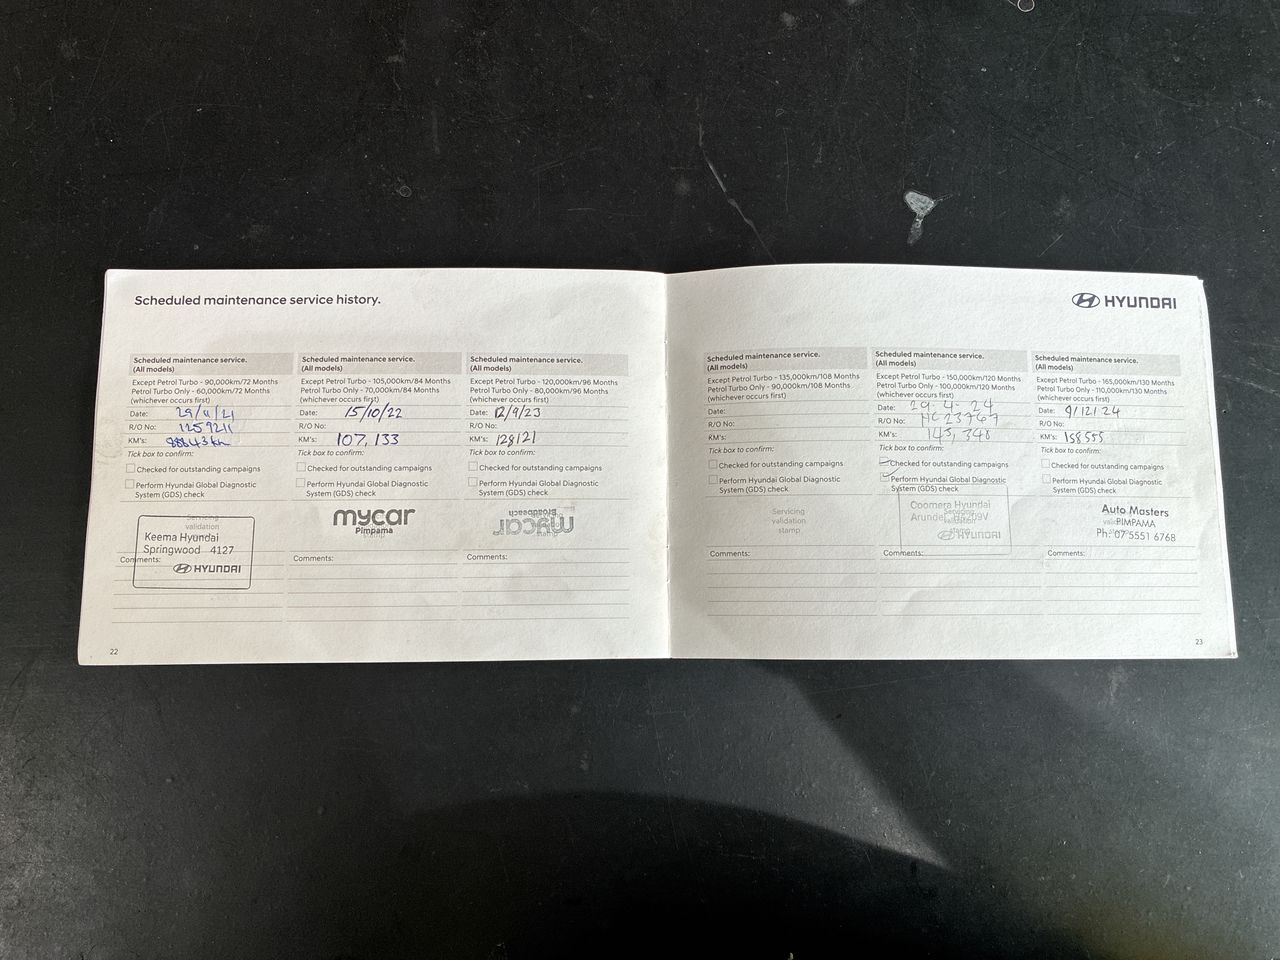 Scheduled maintenance service history.
Scheduled maintenance service.
(All models)
Except Petrol Turbo - 90,000km/72 Months
Petrol Turbo Only - 60,000km/72 Months
(whichever occurs first)
Date:
R/O No: 1259211
KM's:
Tick box to confirm:
Checked for outstanding campaigns
Perform Hyundai Global Diagnostic
System (GDS) check
Servicing
validation
Keema Hyundai
Springwood 4127
HYUNDAI
Comments:
Scheduled maintenance service.
(All models)
Except Petrol Turbo - 105,000km/84 Months
Petrol Turbo Only - 70,000km/84 Months
(whichever occurs first)
Date: 15/10/22
R/O No:
KM's: 107,133
Tick box to confirm:
Checked for outstanding campaigns
Perform Hyundai Global Diagnostic
System (GDS) check
mycar
Pimpama
stamp
Comments:
Scheduled maintenance service.
(All models)
Except Petrol Turbo - 120,000km/96 Months
Petrol Turbo Only - 80,000km/96 Months
(whichever occurs first)
Date: 12/9/23
R/O No:
KM's: 128121
Tick box to confirm:
Checked for outstanding campaigns
Perform Hyundai Global Diagnostic
System (GDS) check
mycar
Broadbeach
stamp
Comments:
22
HYUNDAI
Scheduled maintenance service.
(All models)
Except Petrol Turbo - 135,000km/108 Months
Petrol Turbo Only - 90,000km/108 Months
(whichever occurs first)
Date:
R/O No:
KM's:
Tick box to confirm:
Checked for outstanding campaigns
Perform Hyundai Global Diagnostic
System (GDS) check
Servicing
validation
stamp
Comments:
Scheduled maintenance service.
(All models)
Except Petrol Turbo - 150,000km/120 Months
Petrol Turbo Only - 100,000km/120 Months
(whichever occurs first)
Date: 29-4-24
R/O No: HC23767
KM's: 145,348
Tick box to confirm:
Checked for outstanding campaigns
Perform Hyundai Global Diagnostic
System (GDS) check
Coomera Hyundai
Servicing
Arundel
stamp
HYUNDAI
Comments:
Scheduled maintenance service.
(All models)
Except Petrol Turbo - 165,000km/130 Months
Petrol Turbo Only - 110,000km/130 Months
(whichever occurs first)
Date: 9/12/24
R/O No:
KM's: 158555
Tick box to confirm:
Checked for outstanding campaigns
Perform Hyundai Global Diagnostic
System (GDS) check
Auto Masters
PIMPAMA
Ph: 07 5551 6768
Comments:
23